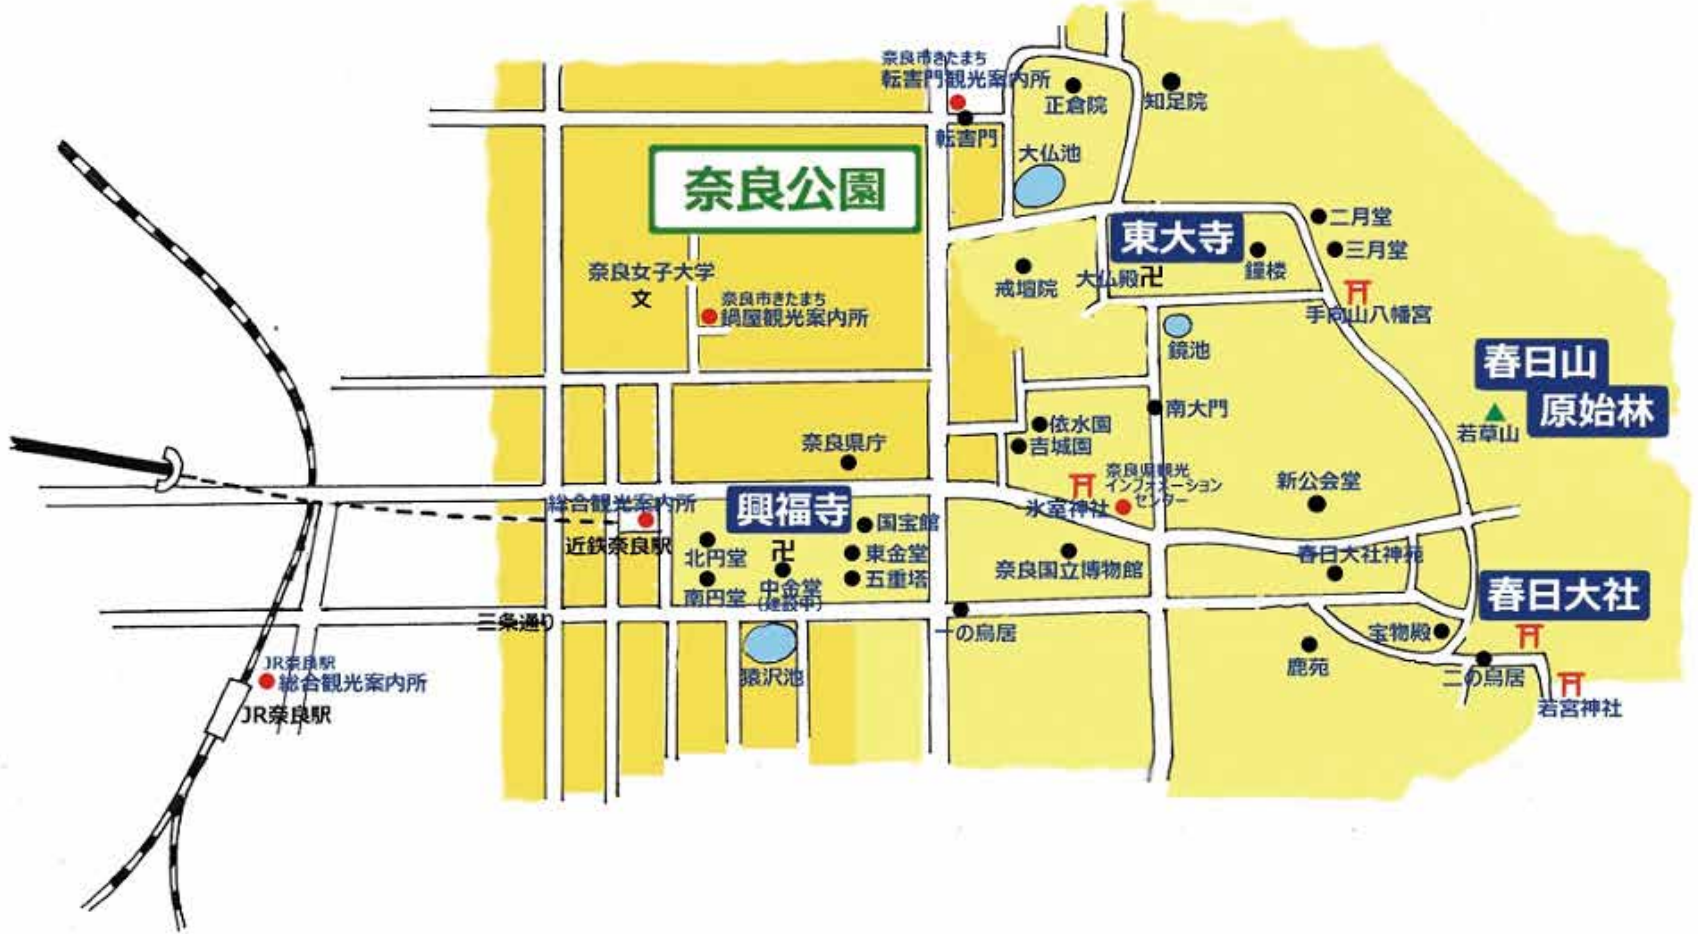 奈良市きたまち
転害門観光案内所
正倉院
知足院
転害門
大仏池
奈良公園
二月堂
東大寺
三月堂
鐘楼
奈良女子大学
文
戒壇院
大仏殿卍
奈良市きたまち
鍋屋観光案内所
手向山八幡宮
鏡池
春日山
原始林
若草山
南大門
依水園
吉城園
奈良県庁
奈良県観光
インフォメーション
センター
氷室神社
新公会堂
総合観光案内所
近鉄奈良駅
興福寺
国宝館
北円堂
卍
東金堂
中金堂
(建設中)
五重塔
南円堂
奈良国立博物館
春日大社神苑
春日大社
三条通り
一の鳥居
宝物殿
鹿苑
二の鳥居
猿沢池
若宮神社
JR奈良駅
総合観光案内所
JR奈良駅